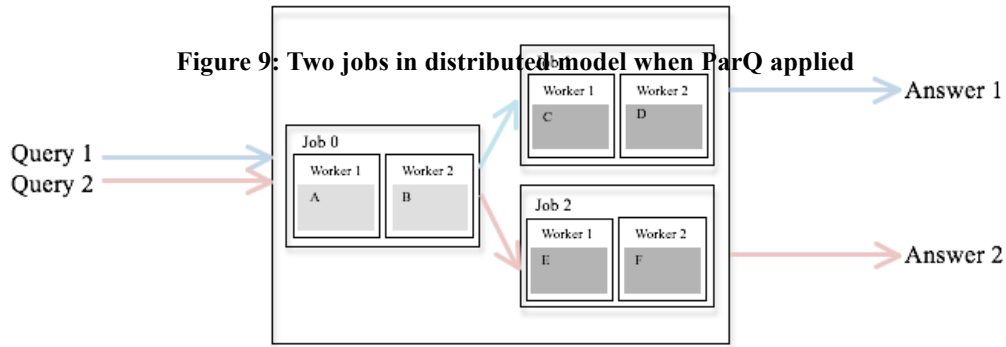 Figure 9: Two jobs in distributed model when ParQ applied
Worker 1
Worker 2
C
D
Answer 1
Query 1
Query 2
Job 0
Worker 1
Worker 2
A
B
Job 2
Worker 1
Worker 2
E
F
Answer 2